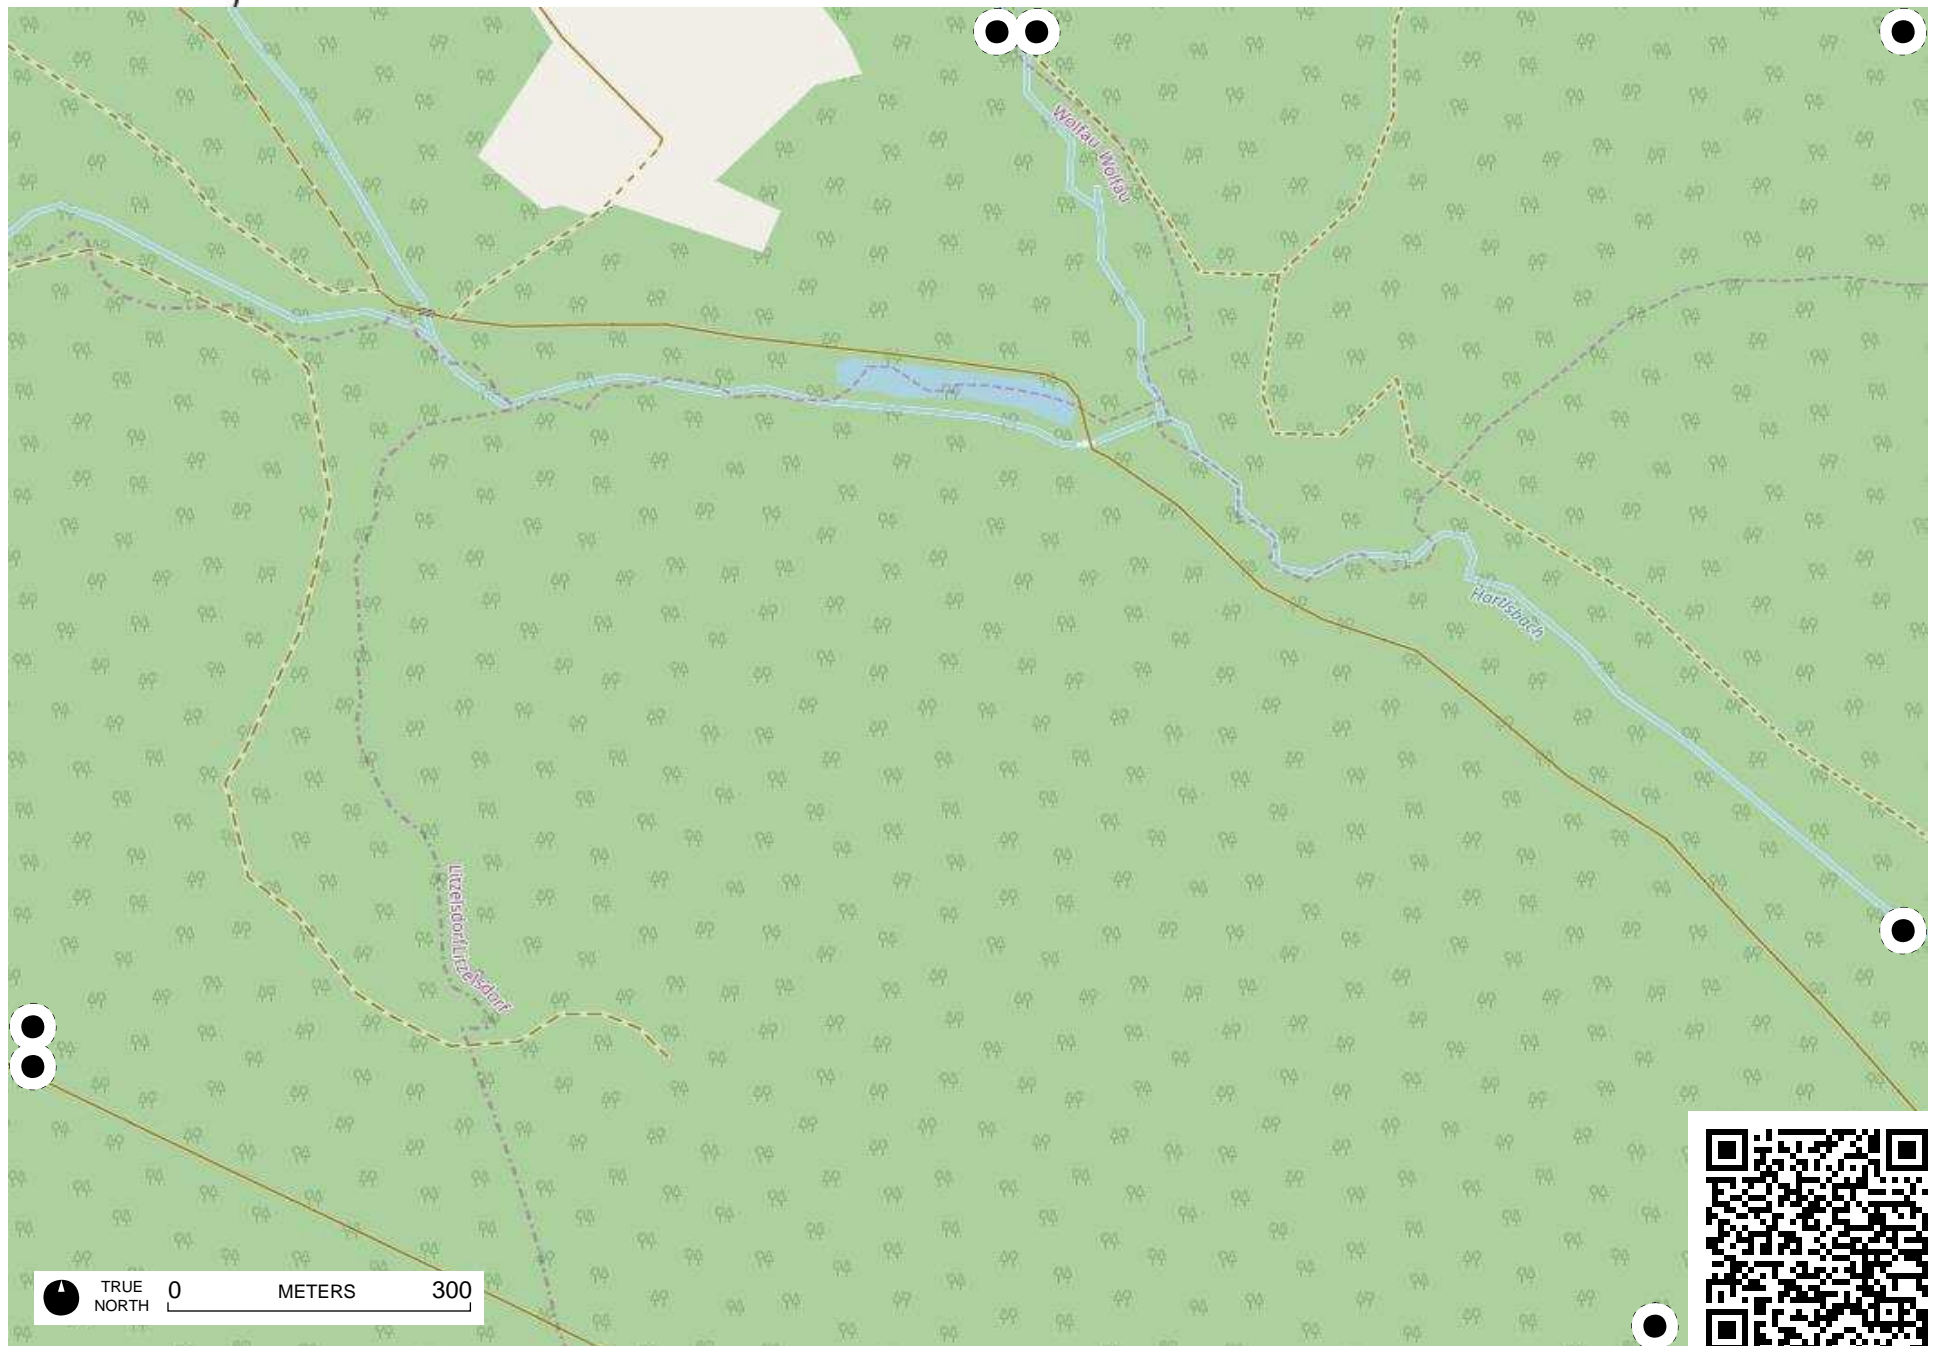 Wolfau Wolfau
Hartlsbach
Litzelsdorf Litzelsdorf
TRUE NORTH
0 METERS 300